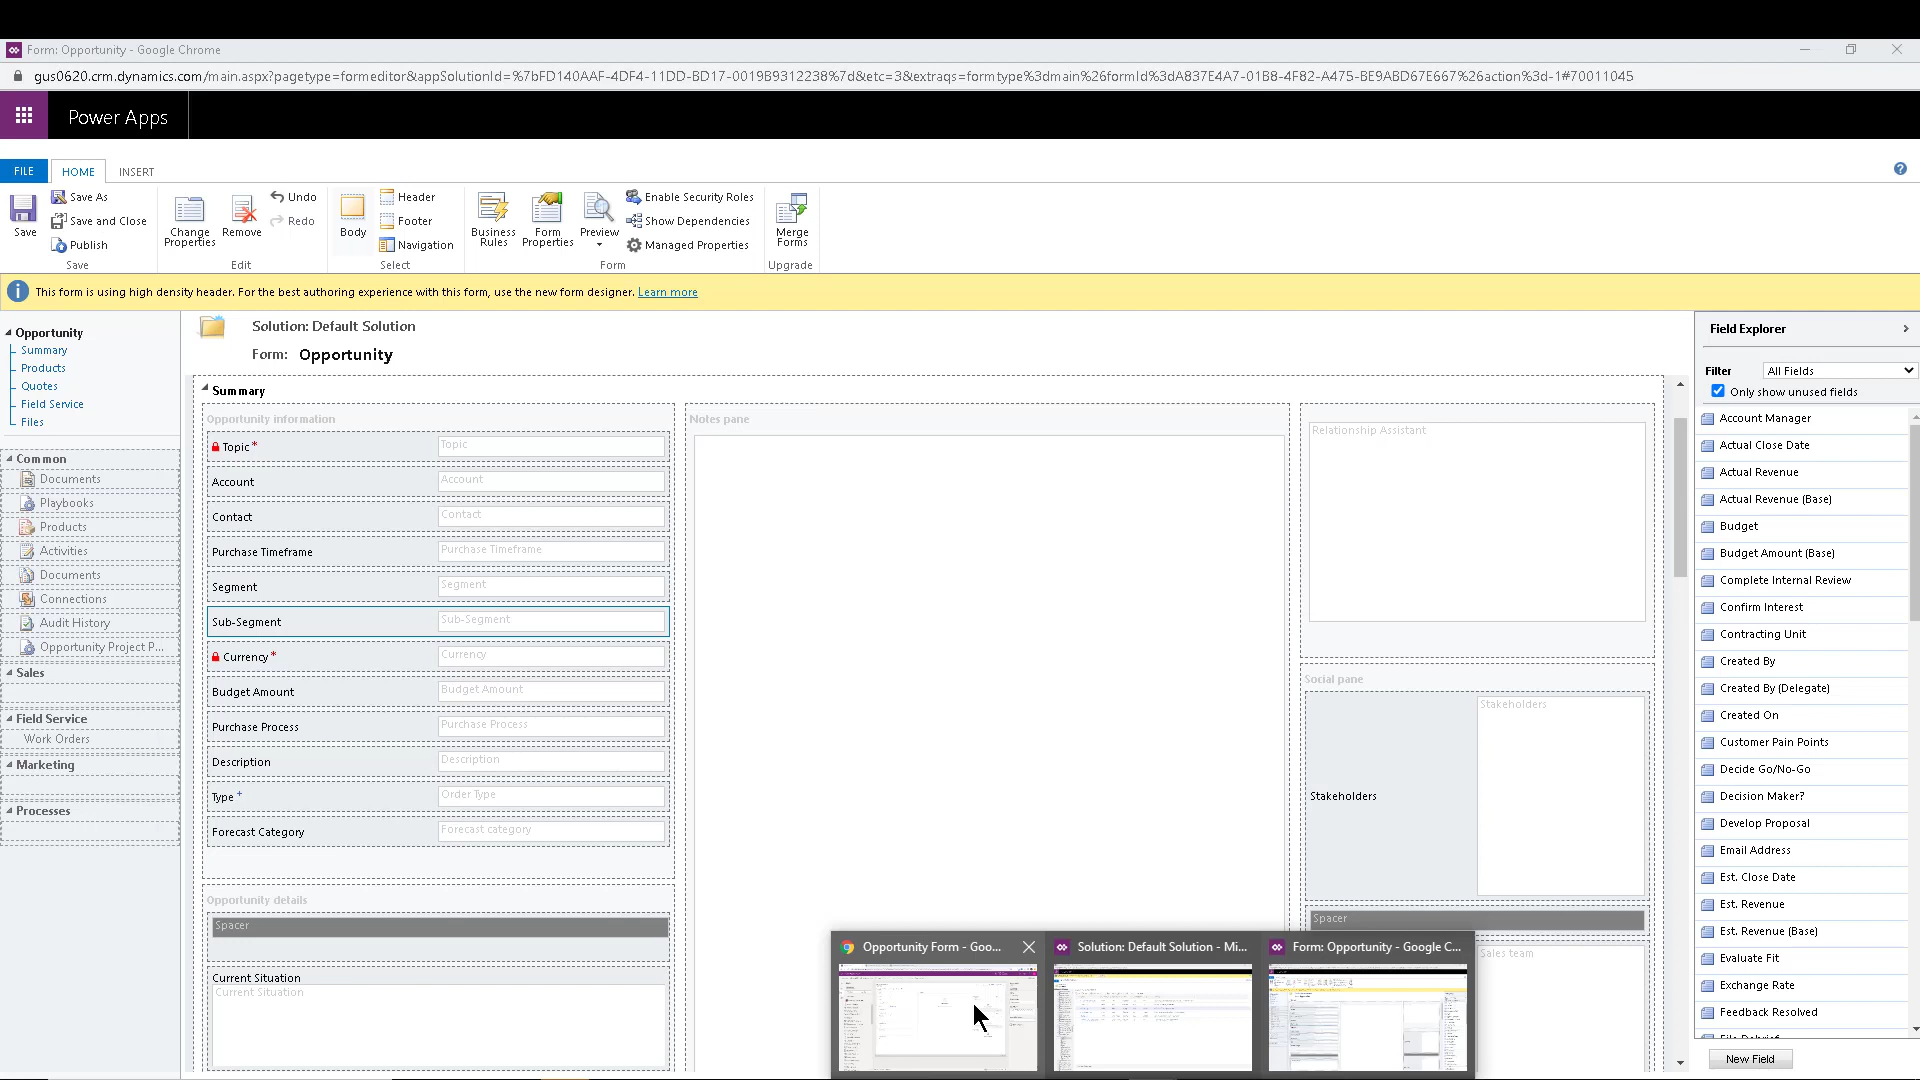 Form: Opportunity - Google Chrome
gus0620.crm.dynamics.com/main.aspx?pagetype=formeditor&appSolutionId=%7bFD140AAF-4DF4-11DD-BD17-0019B9312238%7d&etc=3&extraqs=formtype%3dmain%26formId%3dA837E4A7-01B8-4F82-A475-BE9ABD67E667%26action%3d-1#70011045
Power Apps
FILE HOME INSERT
Save
Save As
Save and Close
Publish
Save
Change Properties
Remove
Undo
Redo
Edit
Body
Header
Footer
Navigation
Select
Business Rules
Form Properties
Preview
Enable Security Roles
Show Dependencies
Managed Properties
Form
Merge Forms
Upgrade
This form is using high density header. For the best authoring experience with this form, use the new form designer. Learn more
Opportunity
Summary
Products
Quotes
Field Service
Files
Common
Documents
Playbooks
Products
Activities
Documents
Connections
Audit History
Opportunity Project P...
Sales
Field Service
Work Orders
Marketing
Processes
Solution: Default Solution
Form: Opportunity
Summary
Opportunity information
Topic* Topic
Account Account
Contact Contact
Purchase Timeframe Purchase Timeframe
Segment Segment
Sub-Segment Sub-Segment
Currency* Currency
Budget Amount Budget Amount
Purchase Process Purchase Process
Description Description
Type+ Order Type
Forecast Category Forecast category
Opportunity details
Spacer
Current Situation
Current Situation
Notes pane
Relationship Assistant
Social pane
Stakeholders
Stakeholders
Spacer
Sales team
Opportunity Form - Goo...
Solution: Default Solution - Mi...
Form: Opportunity - Google C...
Field Explorer
Filter All Fields
Only show unused fields
Account Manager
Actual Close Date
Actual Revenue
Actual Revenue (Base)
Budget
Budget Amount (Base)
Complete Internal Review
Confirm Interest
Contracting Unit
Created By
Created By (Delegate)
Created On
Customer Pain Points
Decide Go/No-Go
Decision Maker?
Develop Proposal
Email Address
Est. Close Date
Est. Revenue
Est. Revenue (Base)
Evaluate Fit
Exchange Rate
Feedback Resolved
File Debrief
New Field